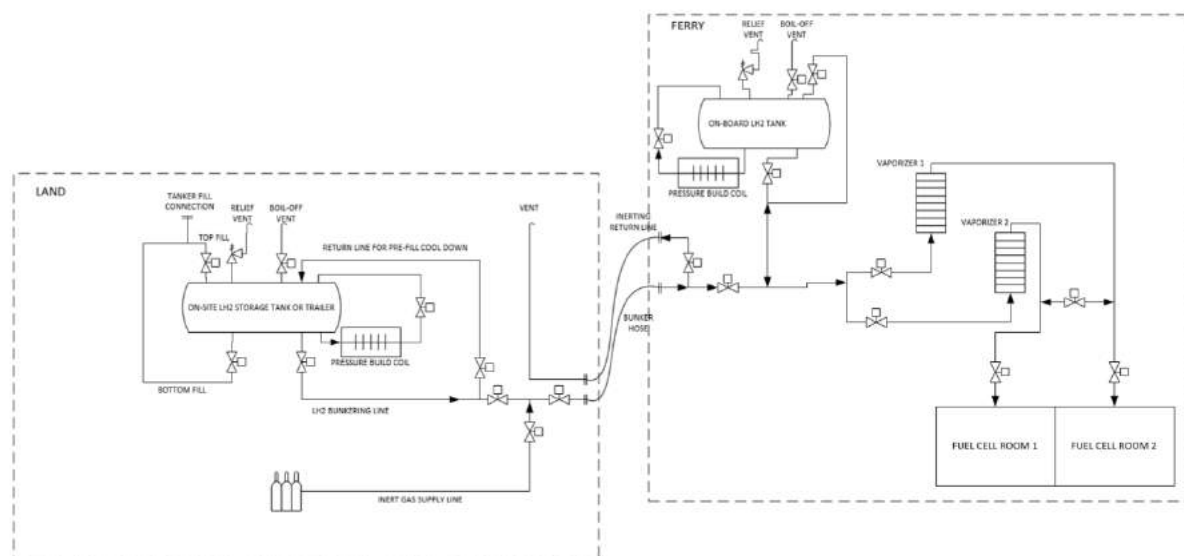 FERRY
RELIEF
VENT
BOIL-OFF
VENT
ON-BOARD LH2 TANK
PRESSURE BUILD COIL
VAPORIZER 1
VAPORIZER 2
LAND
TANKER FILL
CONNECTION
RELIEF
VENT
BOIL-OFF
VENT
TOP FILL
VENT
INERTING
RETURN LINE
RETURN LINE FOR PRE-FILL COOL DOWN
ON-SITE LH2 STORAGE TANK OR TRAILER
BUNKER
HOSE
PRESSURE BUILD COIL
BOTTOM FILL
LH2 BUNKERING LINE
FUEL CELL ROOM 1
FUEL CELL ROOM 2
INERT GAS SUPPLY LINE